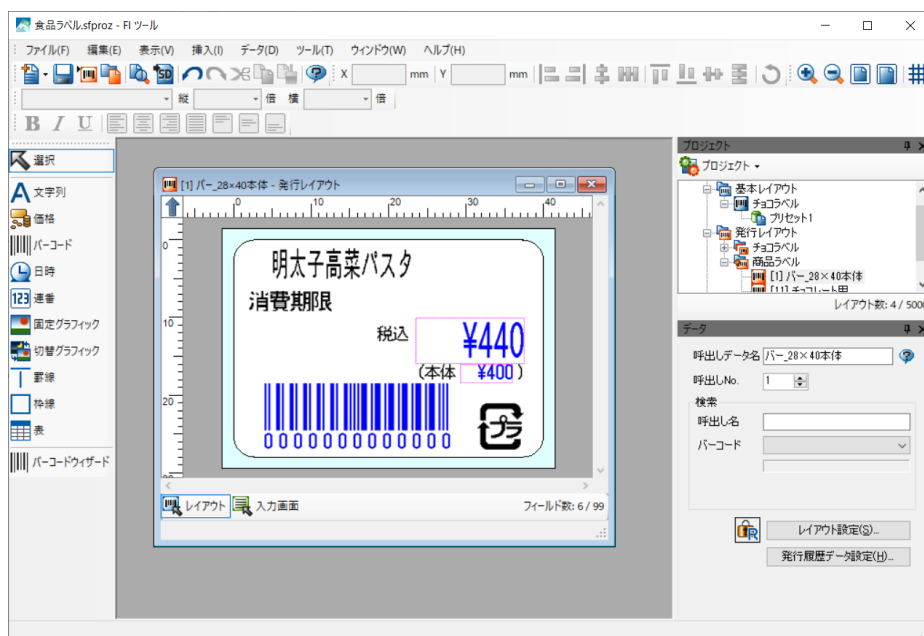 食品ラベル.sfproz - FI ツール
ファイル(F) 編集(E) 表示(V) 挿入(I) データ(D) ツール(T) ウィンドウ(W) ヘルプ(H)
SD X mm Y mm
縦 倍 横 倍
B I U
選択
A 文字列
価格
バーコード
日時
123 連番
固定グラフィック
切替グラフィック
罫線
枠線
表
バーコードウィザード
[1] バー_28×40本体 - 発行レイアウト
0 10 20 30 40
0
10
20
明太子高菜パスタ
消費期限
税込 ¥440
(本体 ¥400 )
0000000000000
プラ
レイアウト 入力画面 フィールド数: 6 / 99
プロジェクト
プロジェクト
基本レイアウト
チョコラベル
プリセット1
発行レイアウト
チョコラベル
商品ラベル
[1] バー_28×40本体
[11] チョコレート用
レイアウト数: 4 / 5000
データ
呼出しデータ名 バー_28×40本体
呼出しNo. 1
検索
呼出し名
バーコード
レイアウト設定(S)...
発行履歴データ設定(H)...